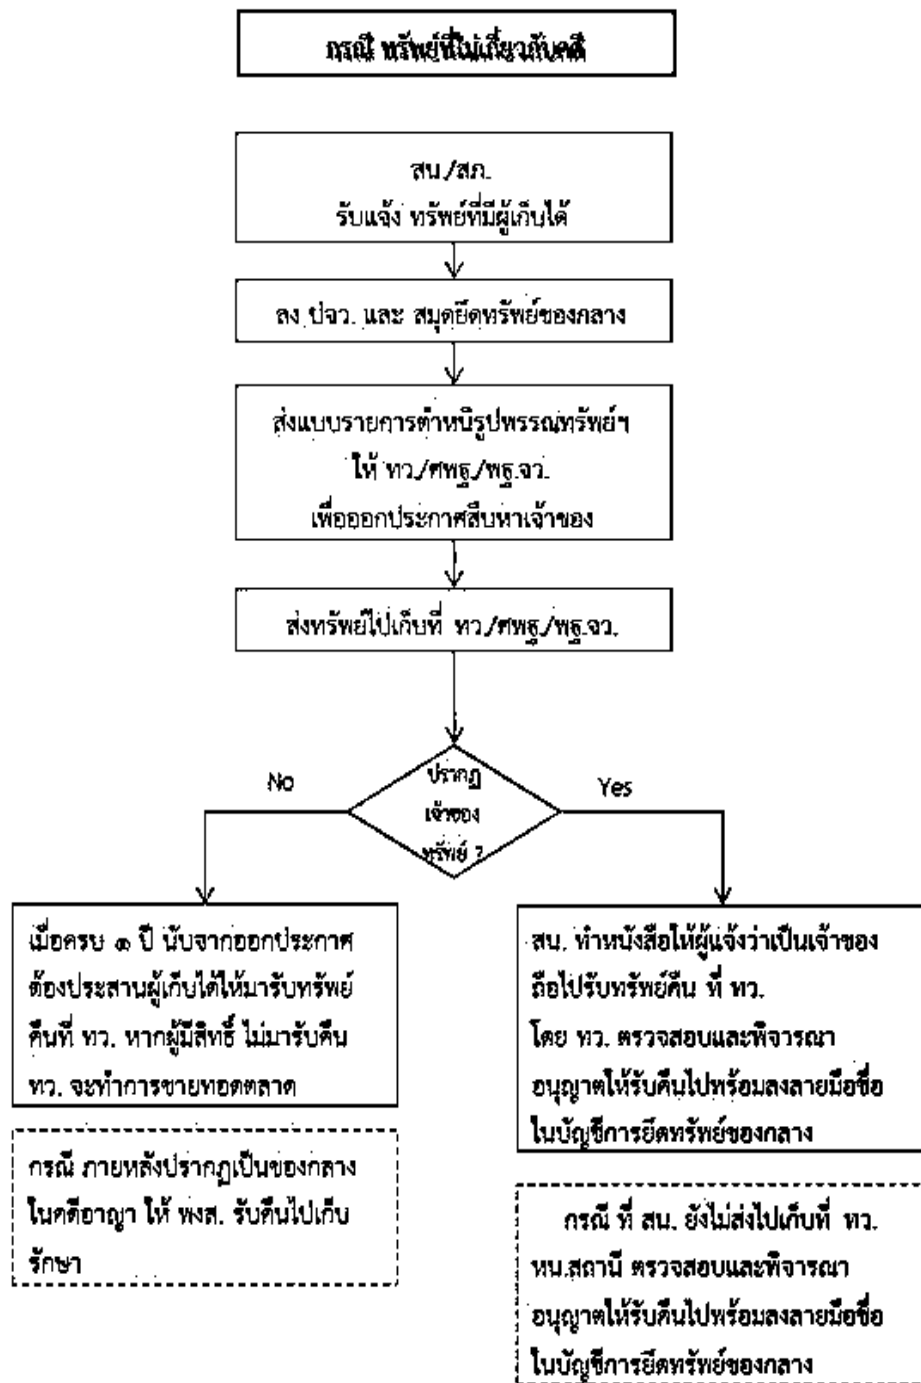 กรณี ทรัพย์ที่ไม่เกี่ยวกับคดี
สน./สภ.
รับแจ้ง ทรัพย์ที่มีผู้เก็บได้
ลง ปจว. และ สมุดยึดทรัพย์ของกลาง
ส่งแบบรายการตำหนิรูปพรรณทรัพย์ฯ
ให้ ทว./ศพฐ./พฐ.จว.
เพื่อออกประกาศสืบหาเจ้าของ
ส่งทรัพย์ไปเก็บที่ ทว./ศพฐ./พฐ.จว.
ปรากฏ
เจ้าของ
ทรัพย์ ?
No
Yes
เมื่อครบ ๑ ปี นับจากออกประกาศ
ต้องประสานผู้เก็บได้ให้มารับทรัพย์
คืนที่ ทว. หากผู้มีสิทธิ์ ไม่มารับคืน
ทว. จะทำการขายทอดตลาด
กรณี ภายหลังปรากฏเป็นของกลาง
ในคดีอาญา ให้ พงส. รับคืนไปเก็บ
รักษา
สน. ทำหนังสือให้ผู้แจ้งว่าเป็นเจ้าของ
ถือไปรับทรัพย์คืน ที่ ทว.
โดย ทว. ตรวจสอบและพิจารณา
อนุญาตให้รับคืนไปพร้อมลงลายมือชื่อ
ในบัญชีการยึดทรัพย์ของกลาง
กรณี ที่ สน. ยังไม่ส่งไปเก็บที่ ทว.
หน.สถานี ตรวจสอบและพิจารณา
อนุญาตให้รับคืนไปพร้อมลงลายมือชื่อ
ในบัญชีการยึดทรัพย์ของกลาง